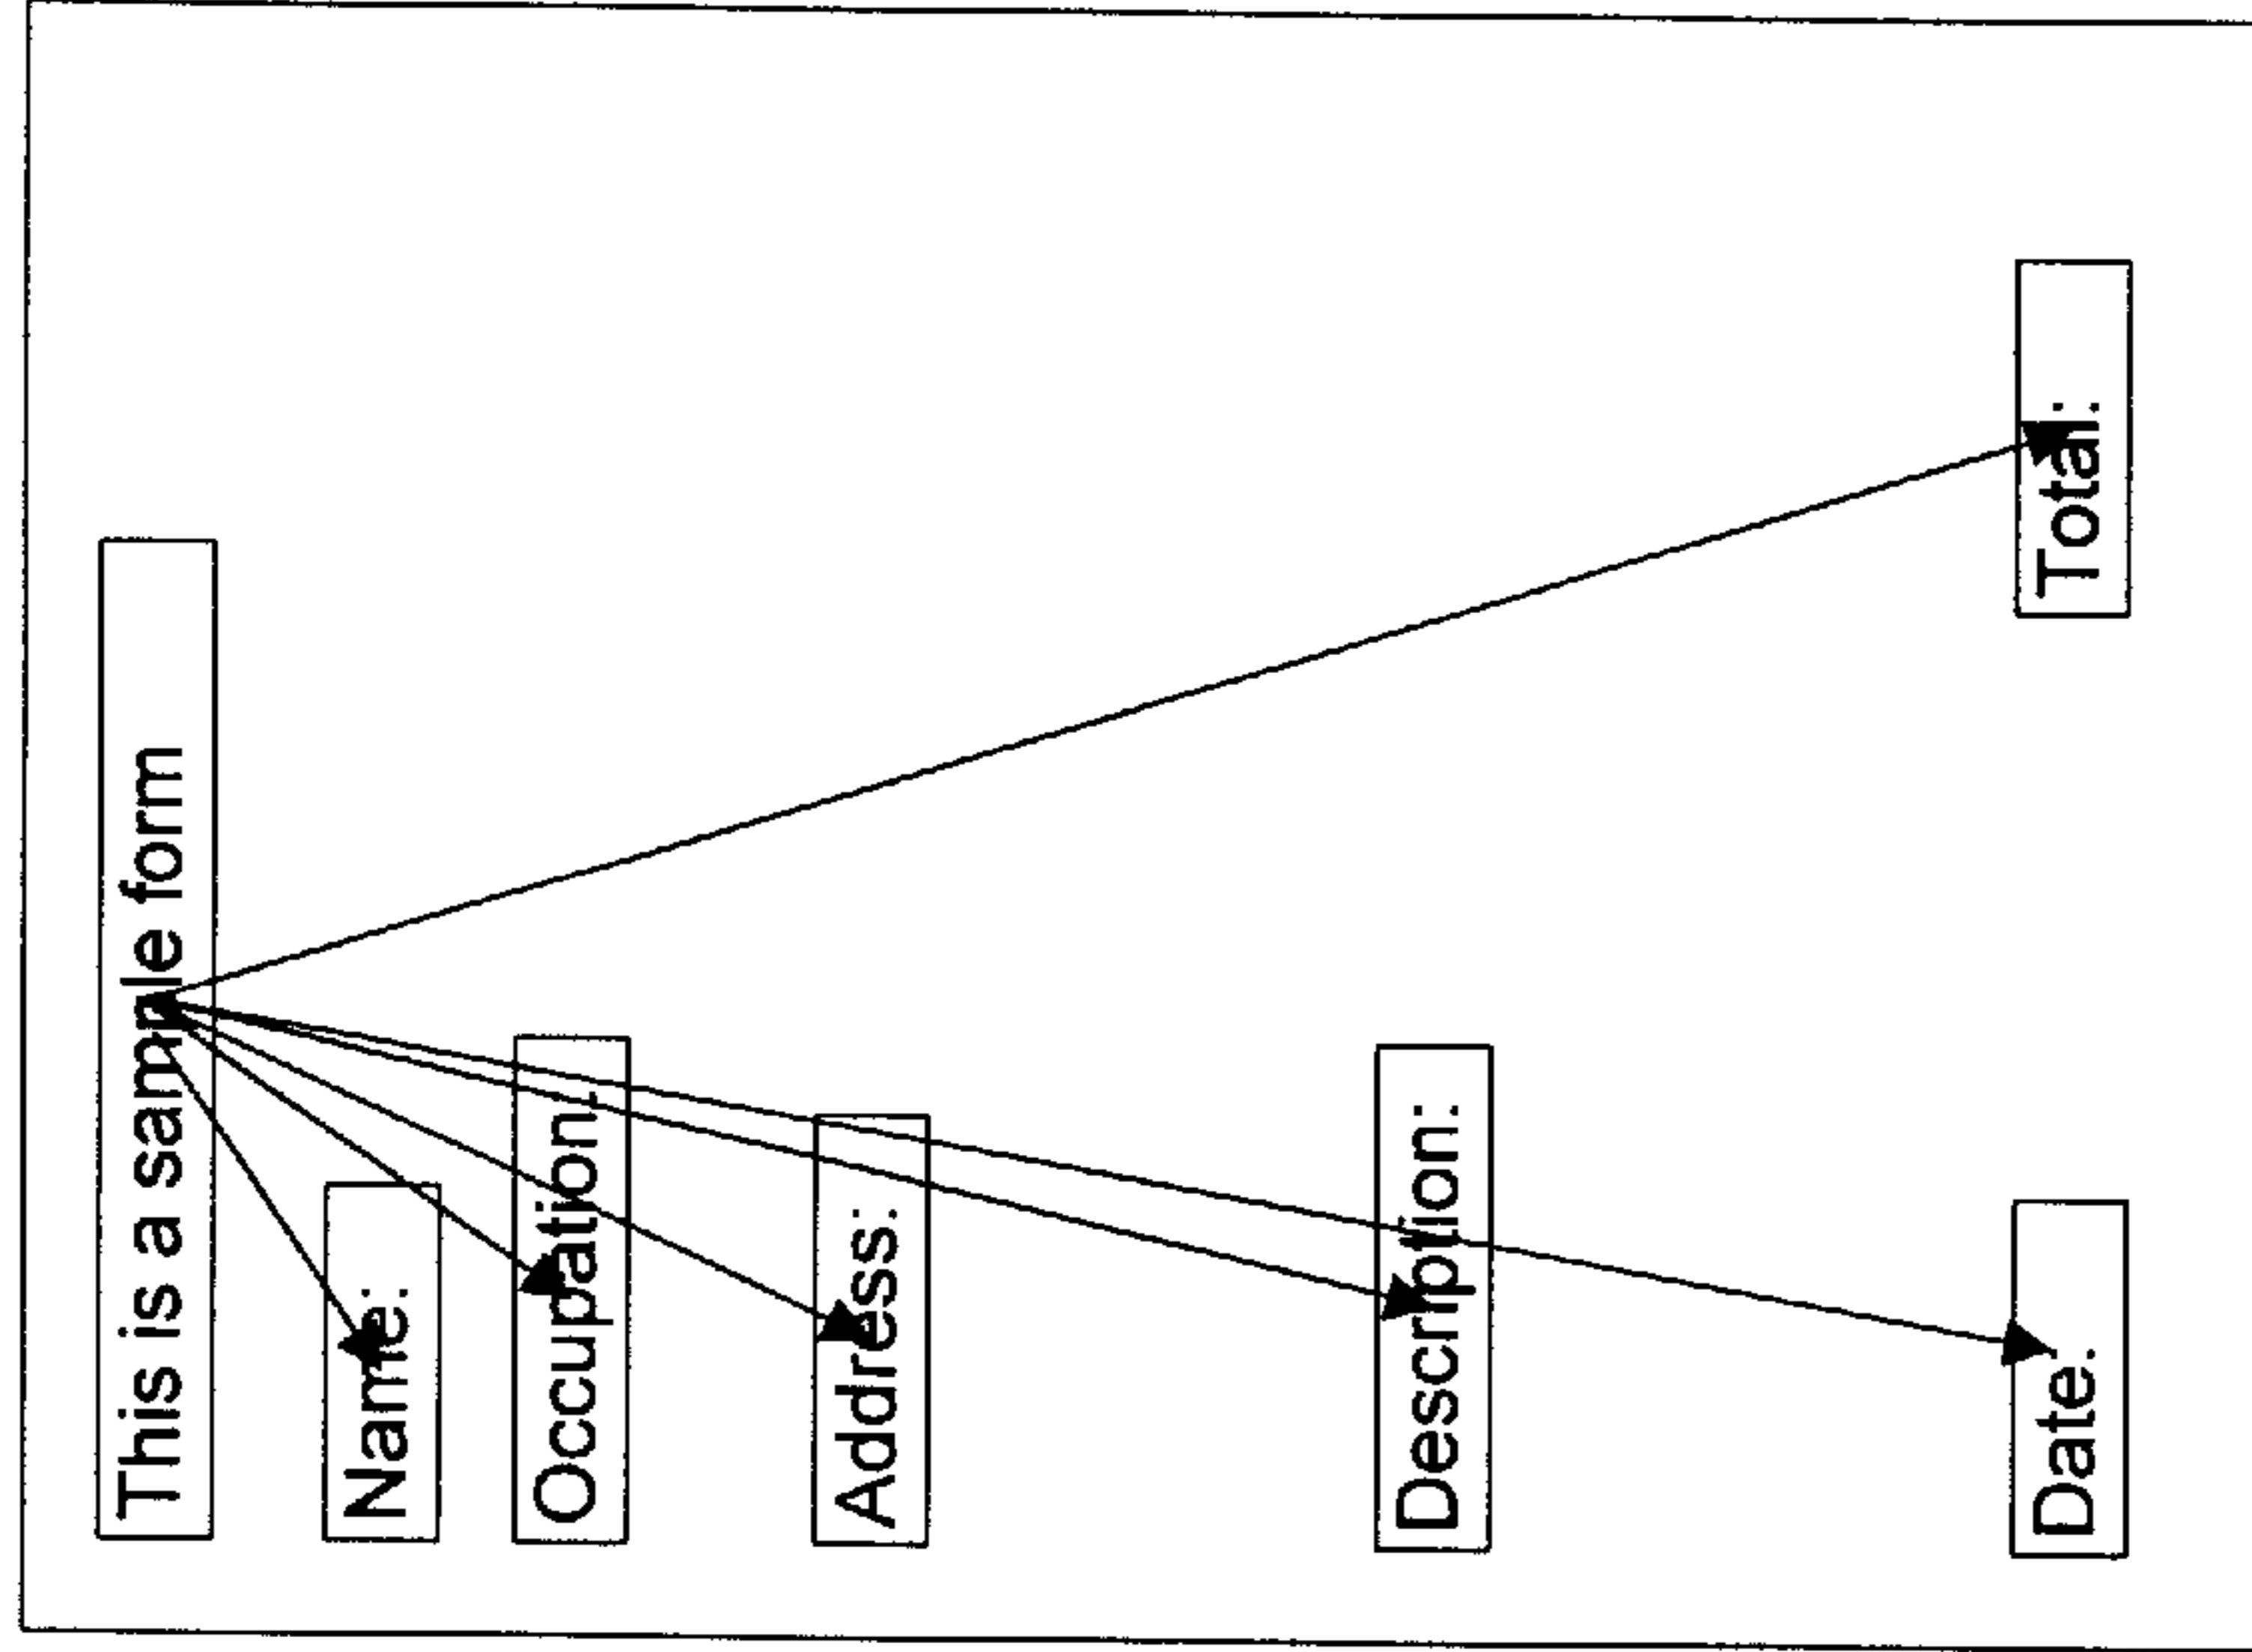 This is a sample form
Name:
Occupation:
Address:
Description:
Date:
Total: